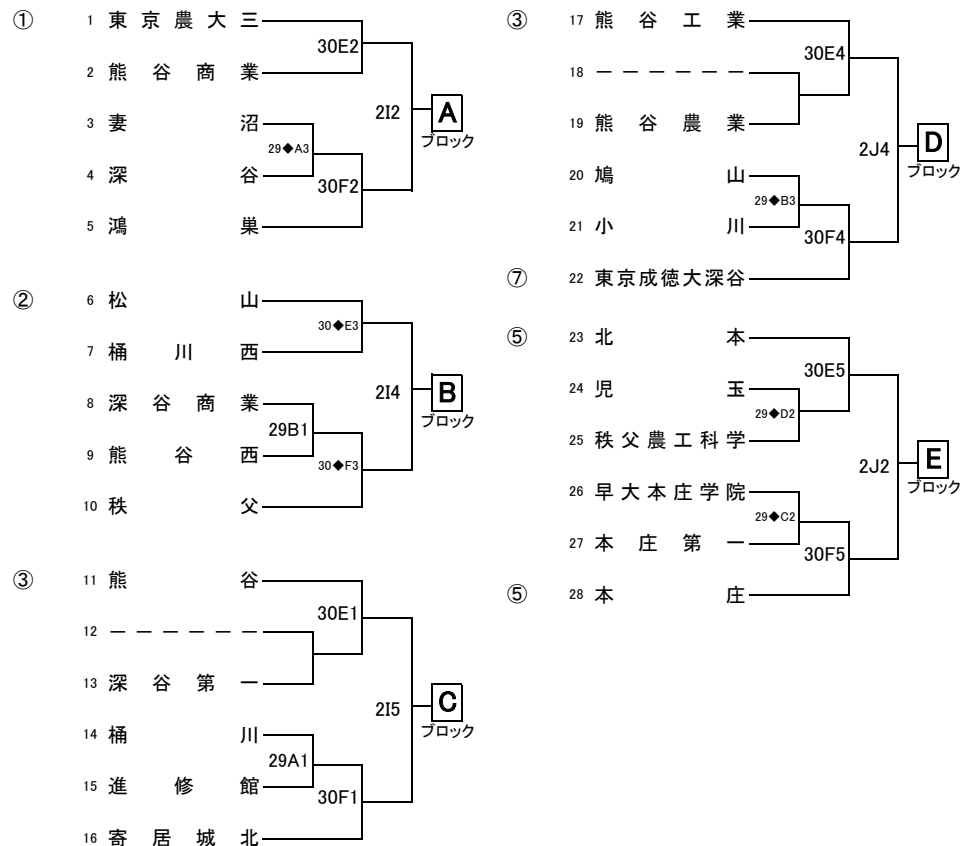 ① 1 東京農大三
30E2
2 熊谷商業
2I2 A
ブロック
3 妻沼
29◆A3
4 深谷
30F2
5 鴻巣
② 6 松山
30◆E3
7 桶川西
2I4 B
ブロック
8 深谷商業
29B1
9 熊谷西
30◆F3
10 秩父
③ 11 熊谷
30E1
12 ーーーーーー
13 深谷第一
2I5 C
ブロック
14 桶川
29A1
15 進修館
30F1
16 寄居城北
③ 17 熊谷工業
30E4
18 ーーーーーー
19 熊谷農業
2J4 D
ブロック
20 鳩山
29◆B3
21 小川
30F4
⑦ 22 東京成徳大深谷
⑤ 23 北本
30E5
24 児玉
29◆D2
25 秩父農工科学
2J2 E
ブロック
26 早大本庄学院
29◆C2
27 本庄第一
30F5
⑤ 28 本庄